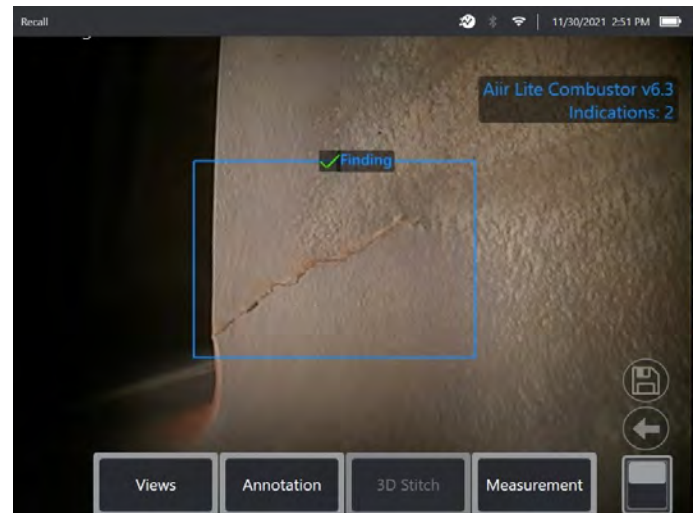 Recall
11/30/2021 2:51 PM
Aiir Lite Combustor v6.3
Indications: 2
Finding
Views
Annotation
3D Stitch
Measurement